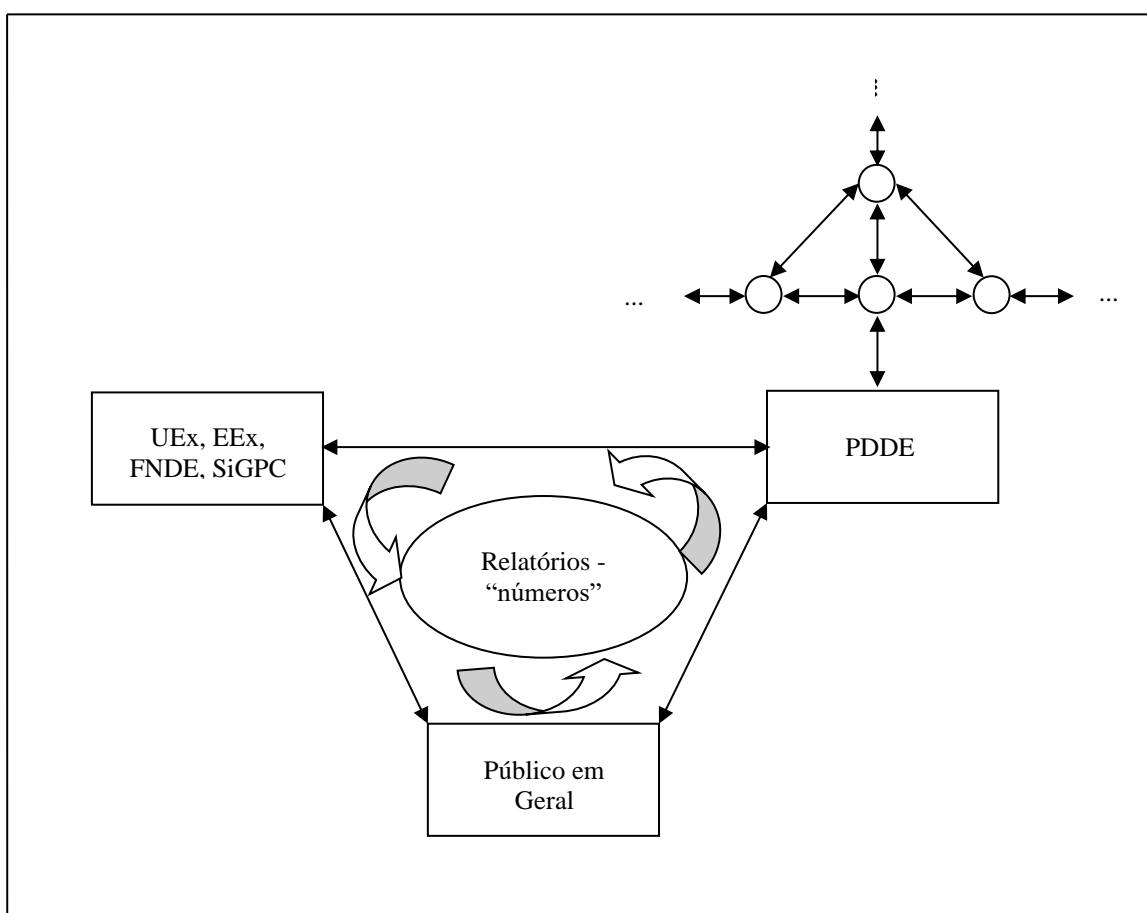 ...
...
UEx, EEx,
FNDE, SiGPC
PDDE
Relatórios -
“números”
Público em
Geral